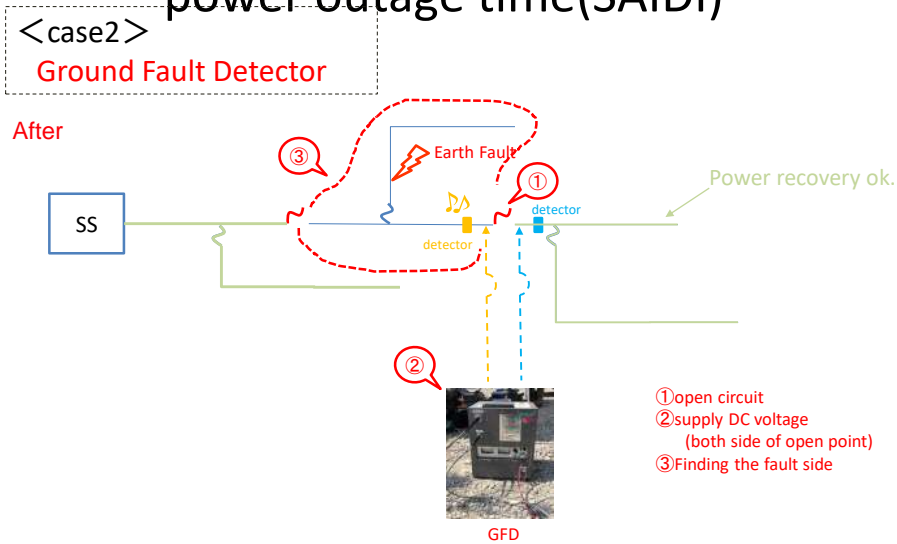 power outage time(SAIDI)
＜case2＞
Ground Fault Detector
After
③
Earth Fault
①
Power recovery ok.
SS
detector
detector
②
①open circuit
②supply DC voltage
(both side of open point)
③Finding the fault side
GFD